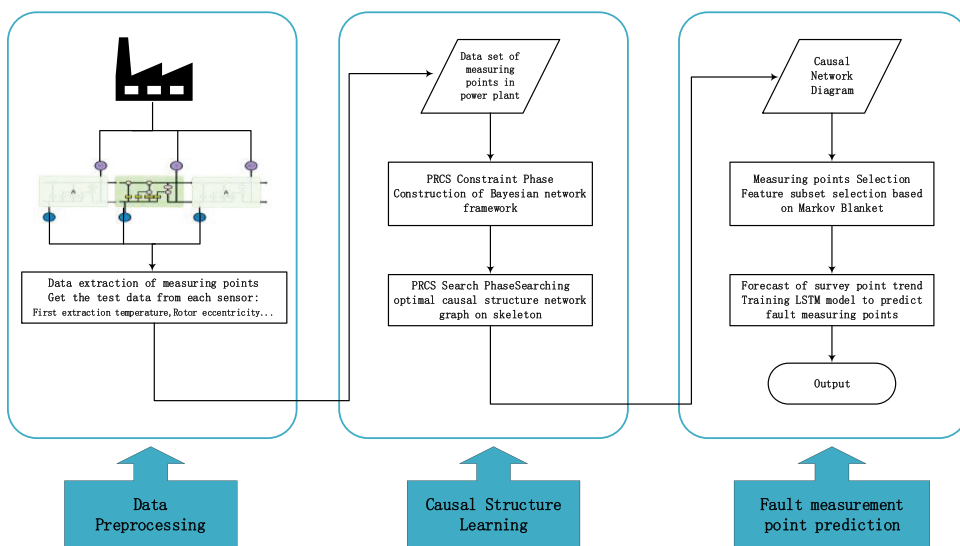 Data extraction of measuring points
Get the test data from each sensor:
First extraction temperature,Rotor eccentricity...
Data
Preprocessing
Data set of
measuring
points in
power plant
PRCS Constraint Phase
Construction of Bayesian network
framework
PRCS Search PhaseSearching
optimal causal structure network
graph on skeleton
Causal Structure
Learning
Causal
Network
Diagram
Measuring points Selection
Feature subset selection based
on Markov Blanket
Forecast of survey point trend
Training LSTM model to predict
fault measuring points
Output
Fault measurement
point prediction